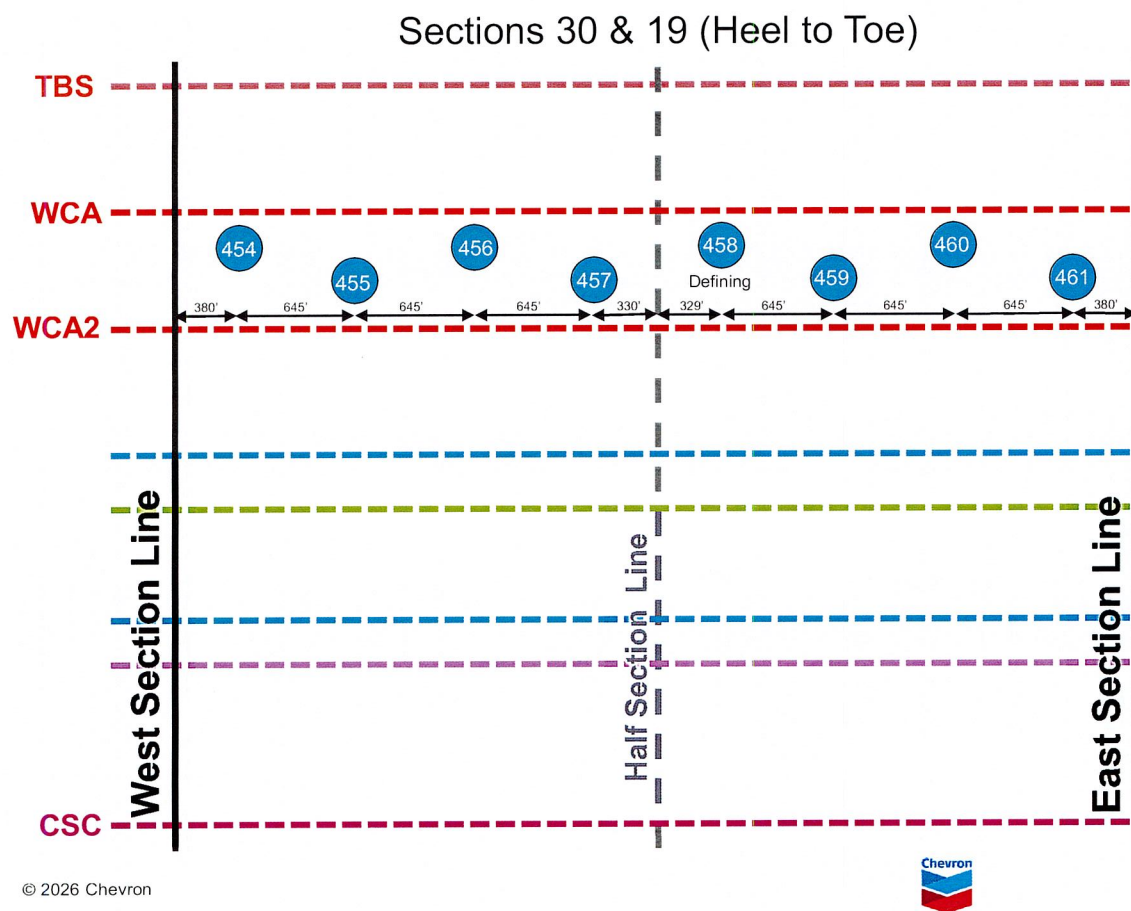 Sections 30 & 19 (Heel to Toe)
TBS
WCA
454
456
458
460
455
457
Defining
459
461
380'
645'
645'
645'
330'
329'
645'
645'
645'
380'
WCA2
West Section Line
Half Section Line
East Section Line
CSC
© 2026 Chevron
Chevron